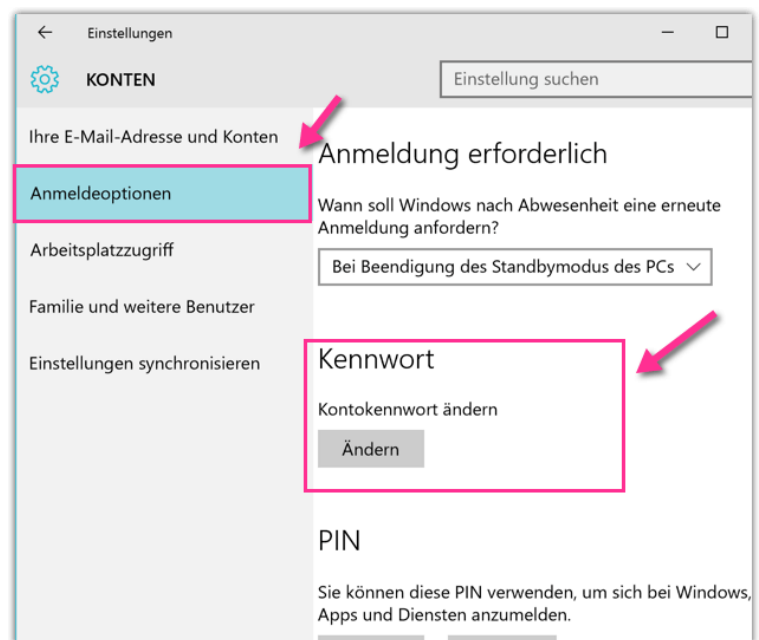 Einstellungen
KONTEN
Einstellung suchen
Ihre E-Mail-Adresse und Konten
Anmeldeoptionen
Arbeitsplatzzugriff
Familie und weitere Benutzer
Einstellungen synchronisieren
Anmeldung erforderlich
Wann soll Windows nach Abwesenheit eine erneute
Anmeldung anfordern?
Bei Beendigung des Standbymodus des PCs
Kennwort
Kontokennwort ändern
Ändern
PIN
Sie können diese PIN verwenden, um sich bei Windows,
Apps und Diensten anzumelden.